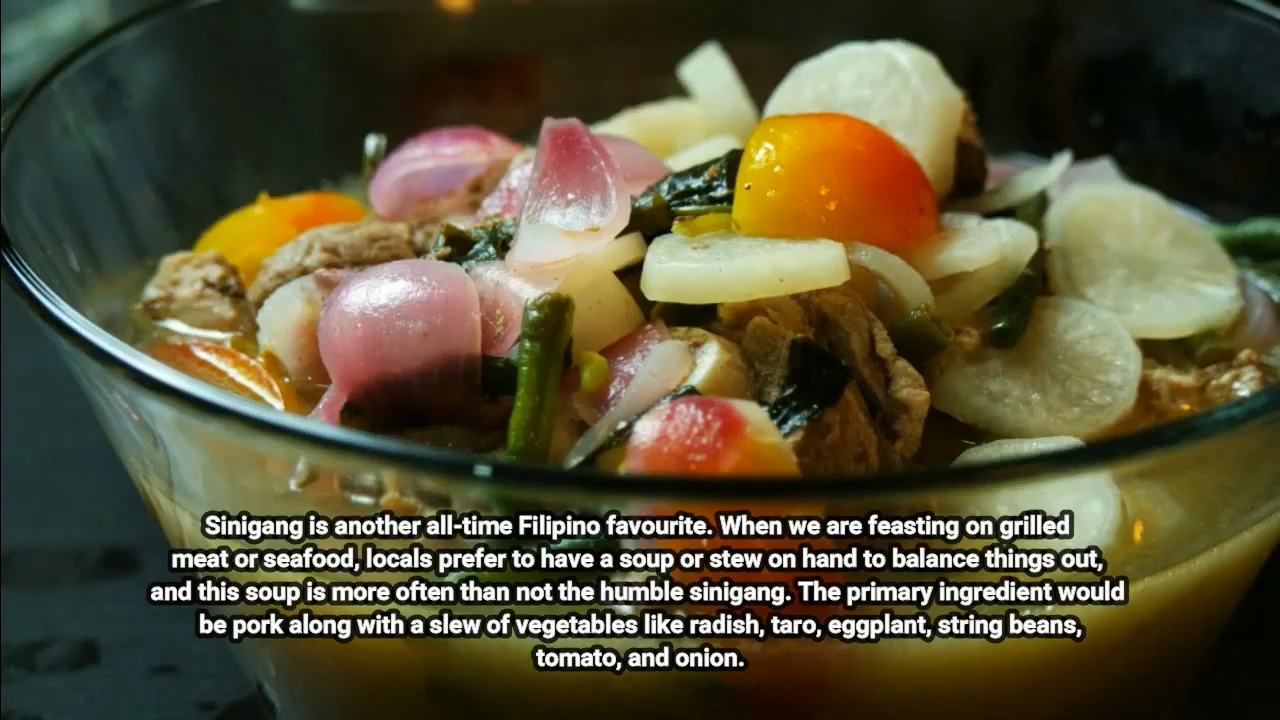 Sinigang is another all-time Filipino favourite. When we are feasting on grilled
meat or seafood, locals prefer to have a soup or stew on hand to balance things out,
and this soup is more often than not the humble sinigang. The primary ingredient would
be pork along with a slew of vegetables like radish, taro, eggplant, string beans,
tomato, and onion.